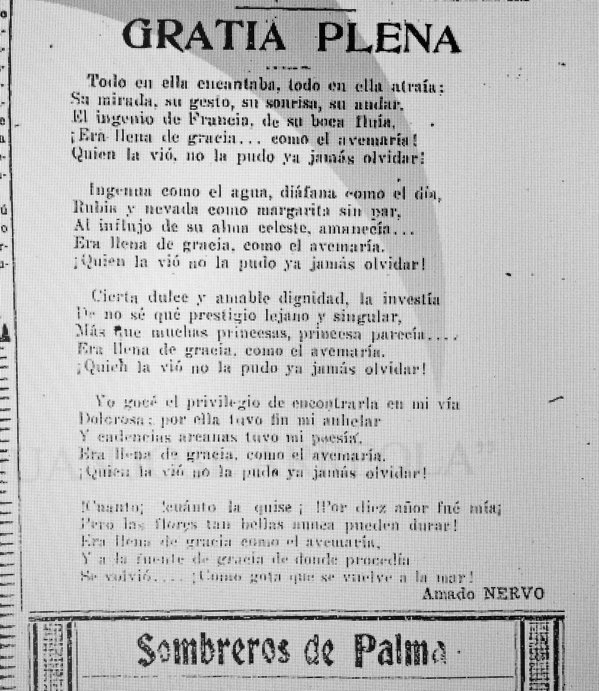 GRATIA PLENA
Todo en ella encantaba, todo en ella atraía;
Su mirada, su gesto, su sonrisa, su andar.
El ingenio de Francia, de su boca fluía,
¡Era llena de gracia... como el avemaría!
Quien la vió, no la pudo ya jamás olvidar!
Ingenua como el agua, diáfana como el día,
Rubia y nevada como margarita sin par,
Al influjo de su alma celeste, amanecía...
Era llena de gracia, como el avemaría.
¡Quien la vió no la pudo ya jamás olvidar!
Cierta dulce y amable dignidad, la investía
De no sé qué prestigio lejano y singular,
Más que muchas princesas, princesa parecía....
Era llena de gracia, como el avemaría.
¡Quien la vió no la pudo ya jamás olvidar!
Yo gocé el privilegio de encontrarla en mi vía
Dolorosa; por ella tuvo fin mi anhelar
Y cadencias arcanas tuvo mi poesía.
Era llena de gracia, como el avemaría.
¡Quien la vió no la pudo ya jamás olvidar!
!Cuanto¡ !cuánto la quise¡ !Por diez añor fué mía¡
Pero las flores tan bellas nunca pueden durar!
Era llena de gracia como el avemaría,
Y a la fuente de gracia de donde procedía
Se volvió.... ¡Como gota que se vuelve a la mar!
Amado NERVO
Sombreros de Palma